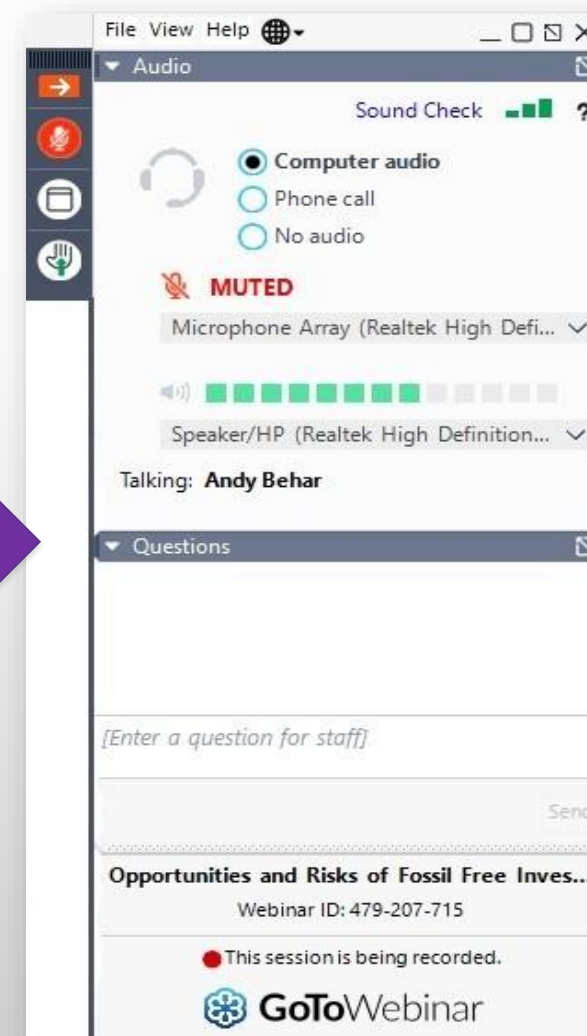 File View Help
Audio
Sound Check ?
Computer audio
Phone call
No audio
MUTED
Microphone Array (Realtek High Defi...
Speaker/HP (Realtek High Definition...
Talking: Andy Behar
Questions
[Enter a question for staff]
Send
Opportunities and Risks of Fossil Free Inves...
Webinar ID: 479-207-715
This session is being recorded.
GoToWebinar